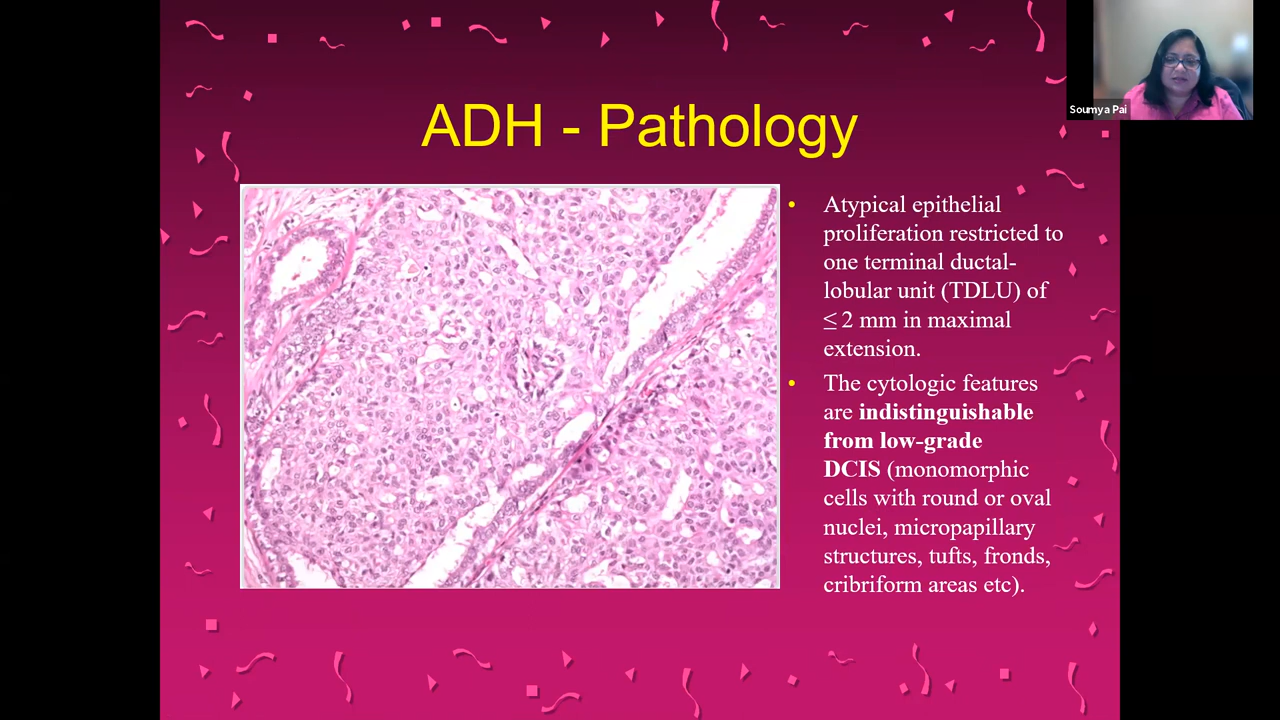 Soumya Pai
ADH - Pathology
• Atypical epithelial
proliferation restricted to
one terminal ductal-
lobular unit (TDLU) of
≤ 2 mm in maximal
extension.
• The cytologic features
are indistinguishable
from low-grade
DCIS (monomorphic
cells with round or oval
nuclei, micropapillary
structures, tufts, fronds,
cribriform areas etc).